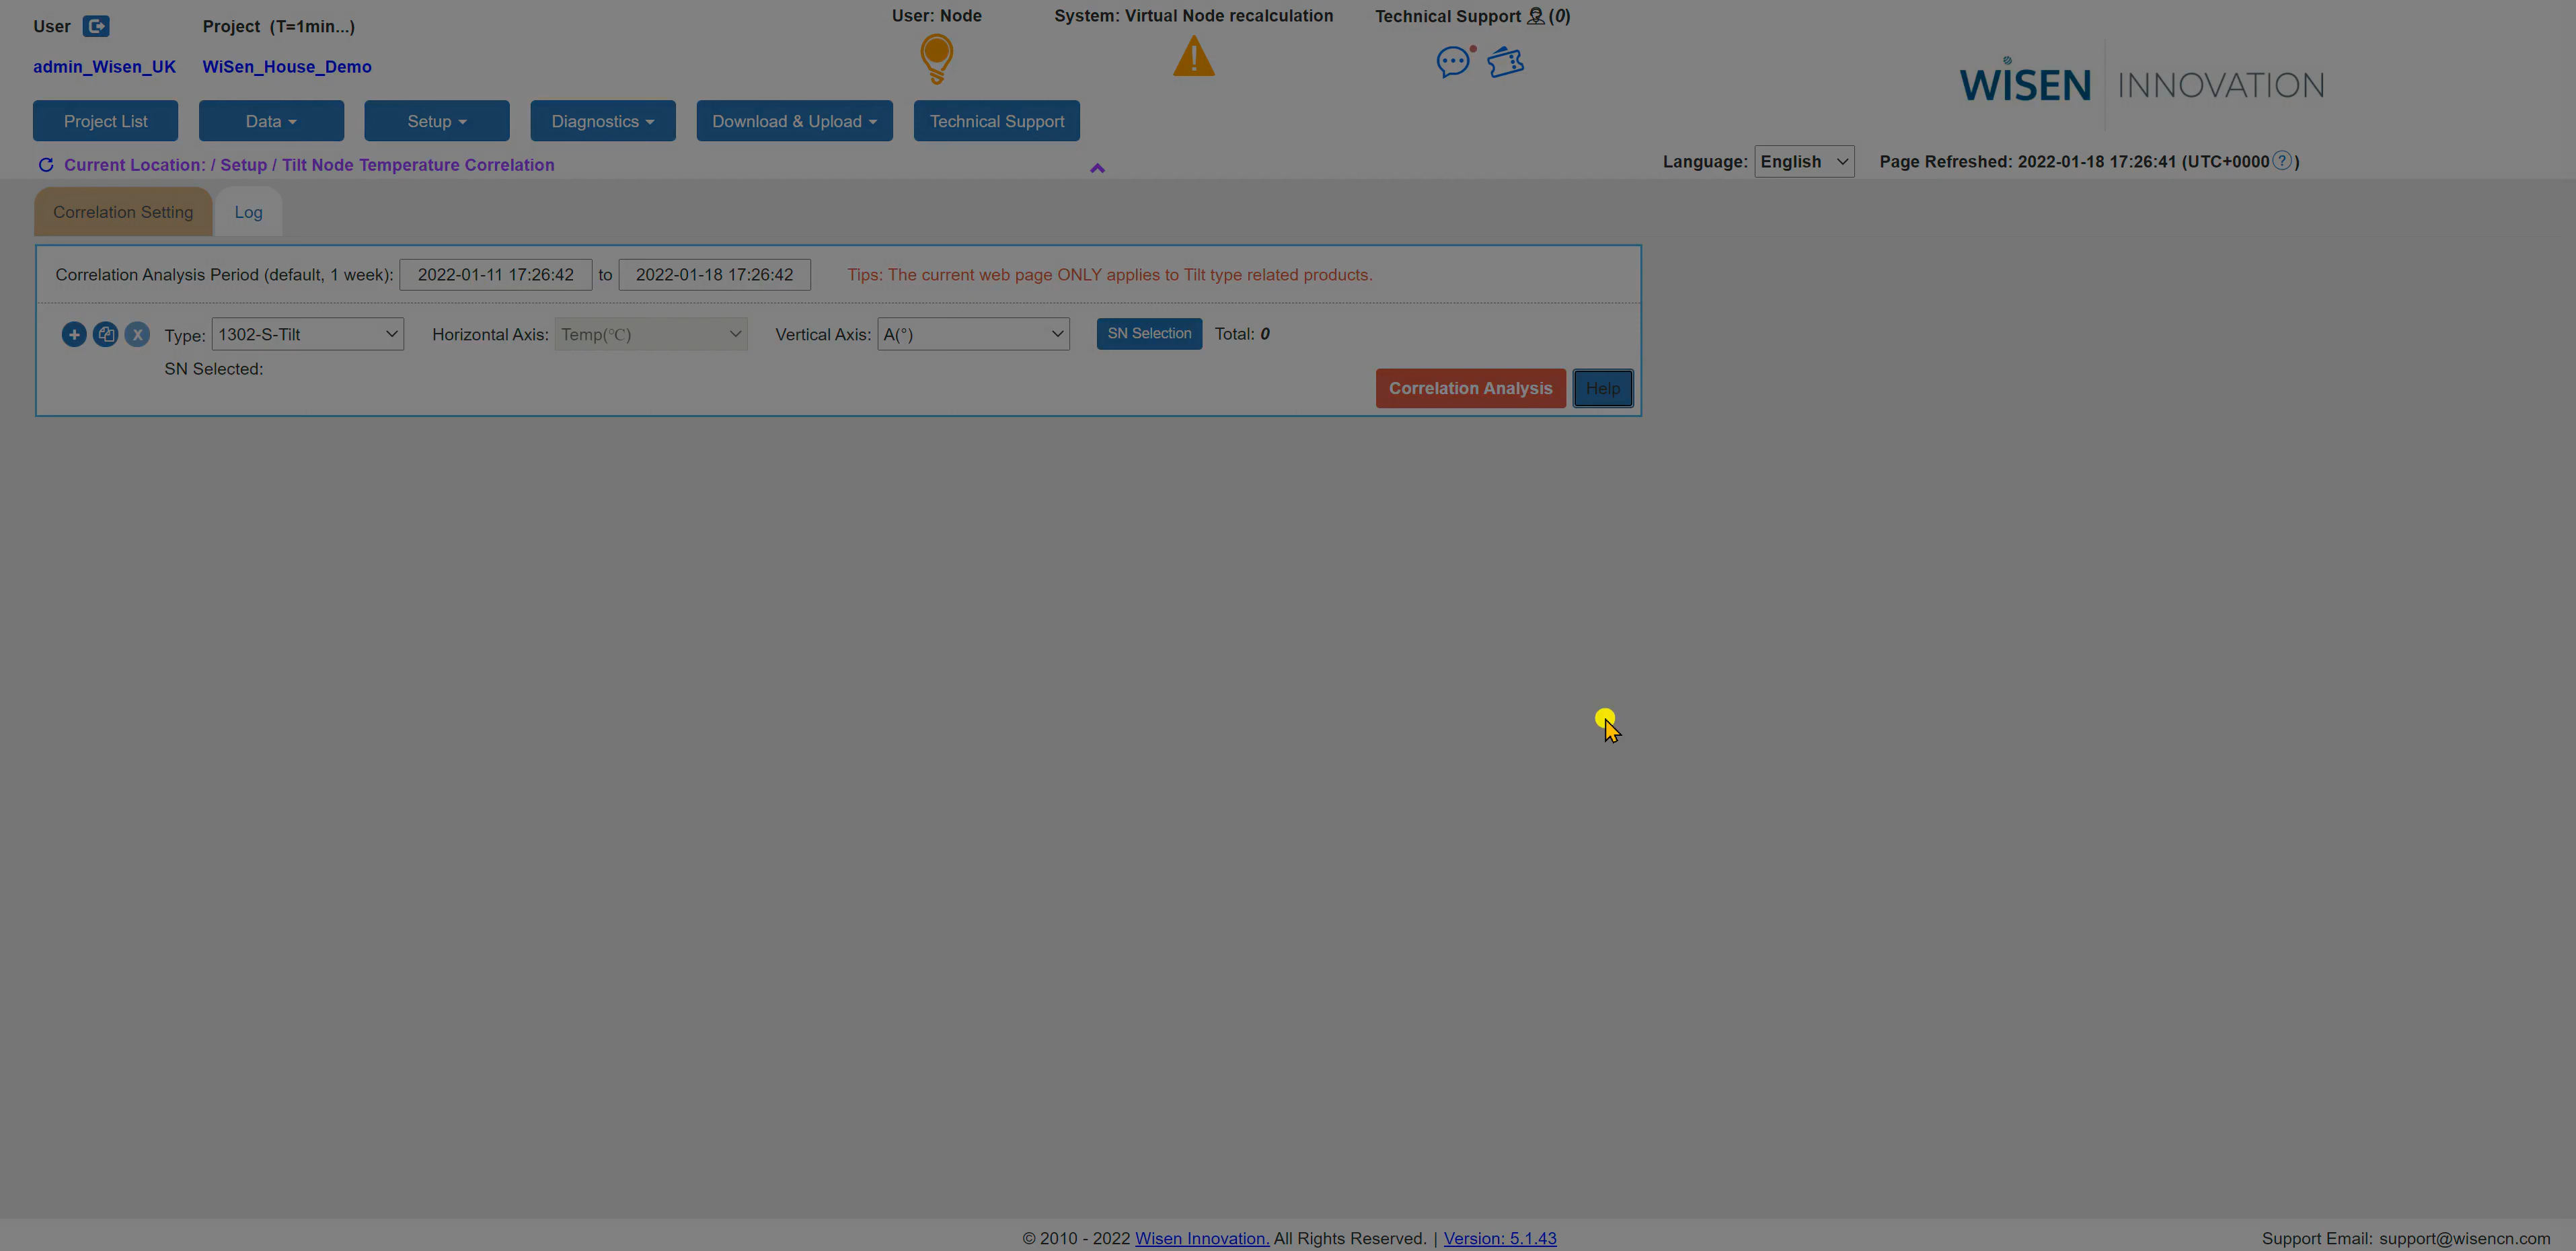 User
Project (T=1min...)
User: Node
System: Virtual Node recalculation
Technical Support (0)
admin_Wisen_UK
WiSen_House_Demo
WISEN INNOVATION
Project List
Data
Setup
Diagnostics
Download & Upload
Technical Support
Current Location: / Setup / Tilt Node Temperature Correlation
Language: English
Page Refreshed: 2022-01-18 17:26:41 (UTC+0000 ? )
Correlation Setting
Log
Correlation Analysis Period (default, 1 week): 2022-01-11 17:26:42 to 2022-01-18 17:26:42
Tips: The current web page ONLY applies to Tilt type related products.
Type: 1302-S-Tilt
Horizontal Axis: Temp(℃)
Vertical Axis: A(°)
SN Selection
Total: 0
SN Selected:
Correlation Analysis
Help
© 2010 - 2022 Wisen Innovation. All Rights Reserved. | Version: 5.1.43
Support Email: support@wisencn.com